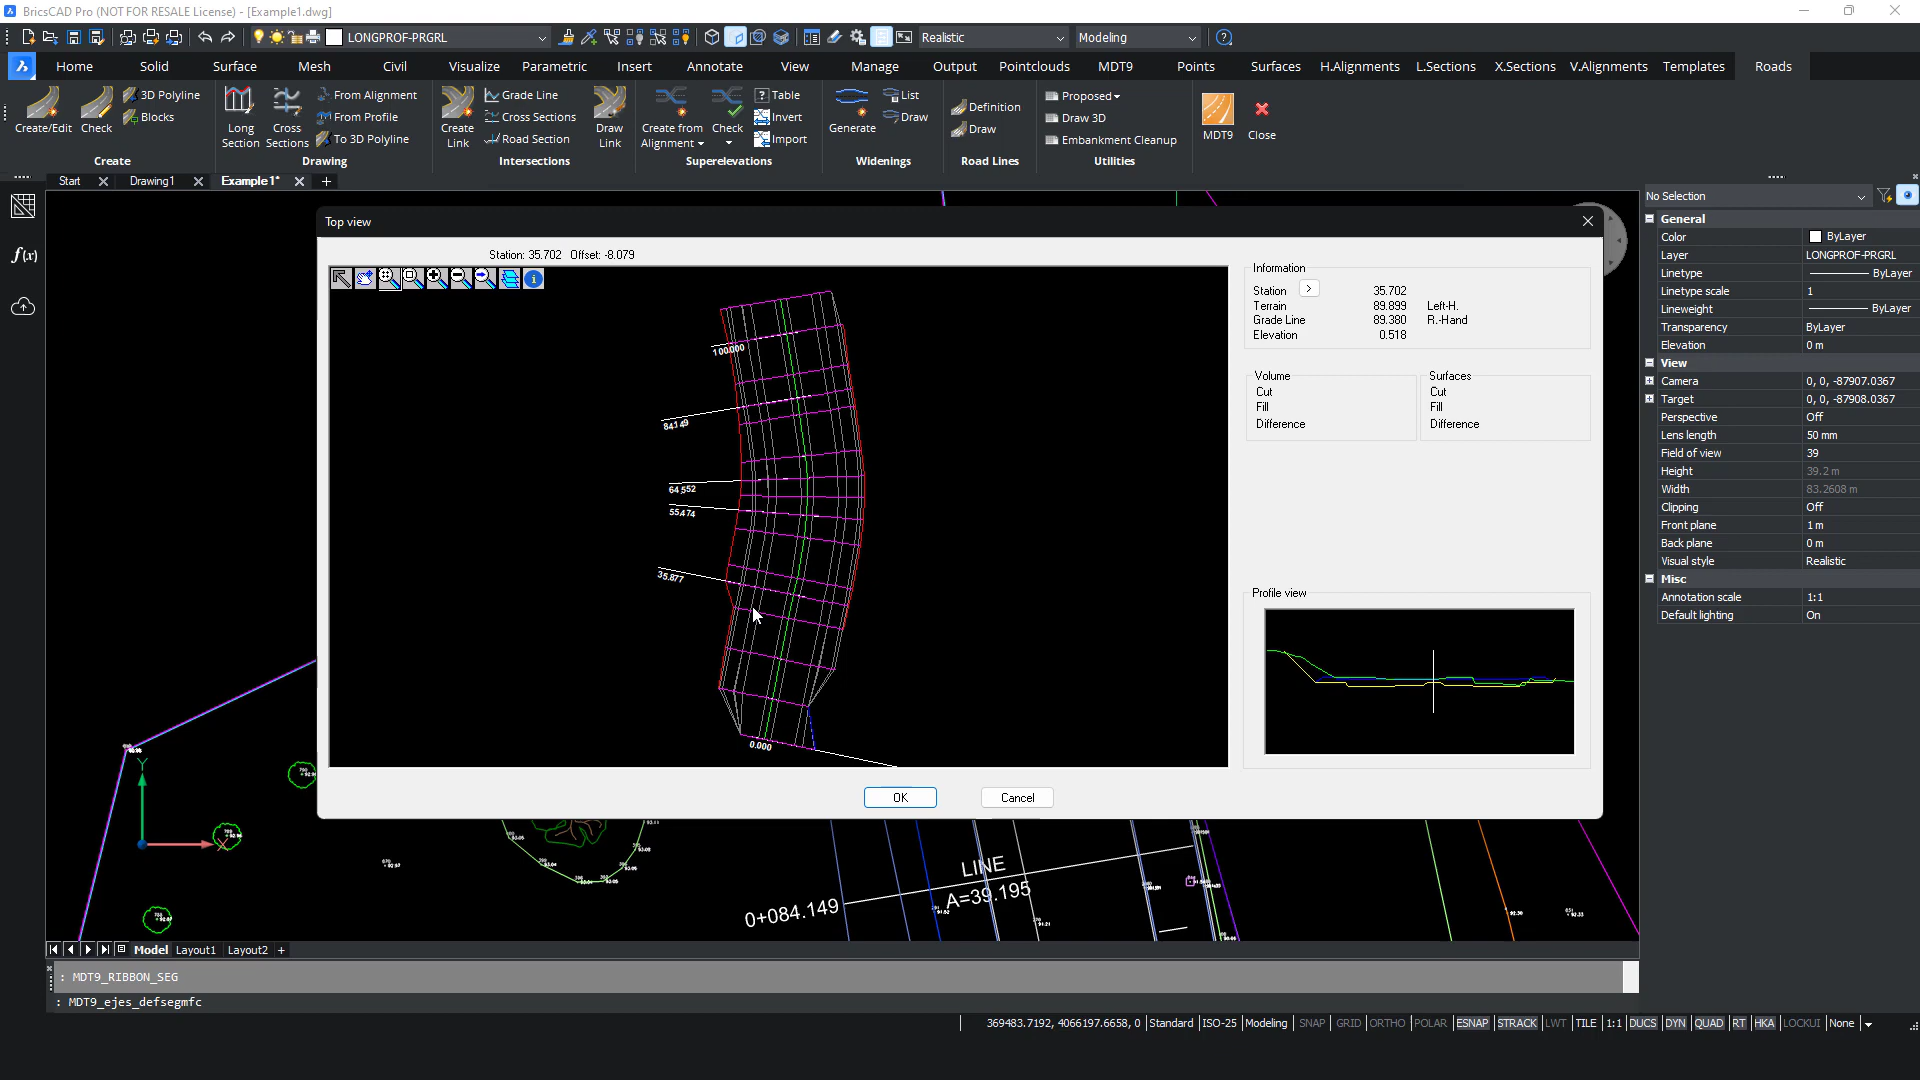 BricsCAD Pro (NOT FOR RESALE License) - [Example1.dwg]
LONGPROF-PRGRL
Realistic
Modeling
Home Solid Surface Mesh Civil Visualize Parametric Insert Annotate View Manage Output Pointclouds MDT9 Points Surfaces H.Alignments L.Sections X.Sections V.Alignments Templates Roads
Create/Edit
Check
3D Polyline
Blocks
Create
Long Section
Cross Sections
From Alignment
From Profile
To 3D Polyline
Drawing
Create Link
Grade Line
Cross Sections
Road Section
Draw Link
Intersections
Create from Alignment
Check
Table
Invert
Import
Superelevations
Generate
List
Draw
Widenings
Definition
Draw
Road Lines
Proposed
Draw 3D
Embankment Cleanup
Utilities
MDT9
Close
Start
Drawing1
Example1*
Top view
Station: 35.702 Offset: -8.079
100.000
84.149
64.552
55.474
35.877
0.000
Information
Station > 35.702
Terrain 89.899 Left-H.
Grade Line 89.380 R.-Hand
Elevation 0.518
Volume
Cut
Fill
Difference
Surfaces
Cut
Fill
Difference
Profile view
OK
Cancel
No Selection
General
Color ByLayer
Layer LONGPROF-PRGRL
Linetype ByLayer
Linetype scale 1
Lineweight ByLayer
Transparency ByLayer
Elevation 0 m
View
Camera 0, 0, -87907.0367
Target 0, 0, -87908.0367
Perspective Off
Lens length 50 mm
Field of view 39
Height 39.2 m
Width 83.2608 m
Clipping Off
Front plane 1 m
Back plane 0 m
Visual style Realistic
Misc
Annotation scale 1:1
Default lighting On
Y
X
LINE
0+084.149
A=39.195
Model Layout1 Layout2 +
: MDT9_RIBBON_SEG
: MDT9_ejes_defsegmfc
369483.7192, 4066197.6658, 0 Standard ISO-25 Modeling SNAP GRID ORTHO POLAR ESNAP STRACK LWT TILE 1:1 DUCS DYN QUAD RT HKA LOCKUI None